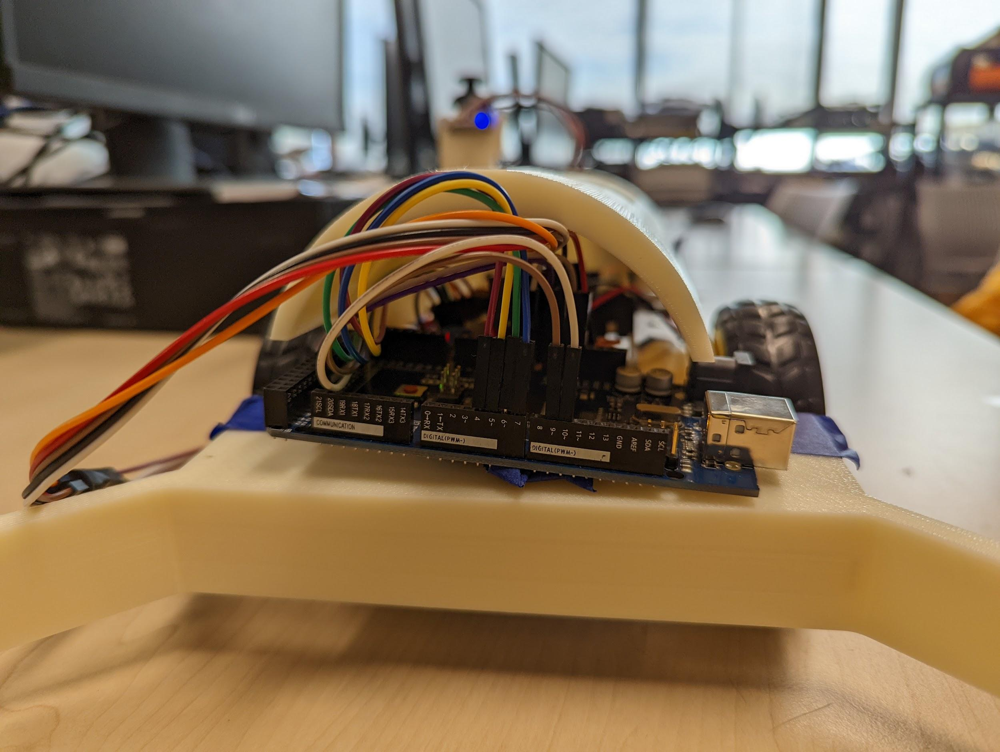 21SCL
20SDA
19RX1
18TX1
17RX2
16TX2
15RX3
14TX3
COMMUNICATION
0→RX
1←TX
2
3~
4
5~
6~
7
DIGITAL(PWM~)
8
9~
10~
11~
12
13
GND
AREF
SDA
SCL
DIGITAL(PWM~)